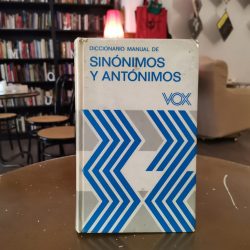 DICCIONARIO MANUAL DE
SINÓNIMOS
Y ANTÓNIMOS
VOX